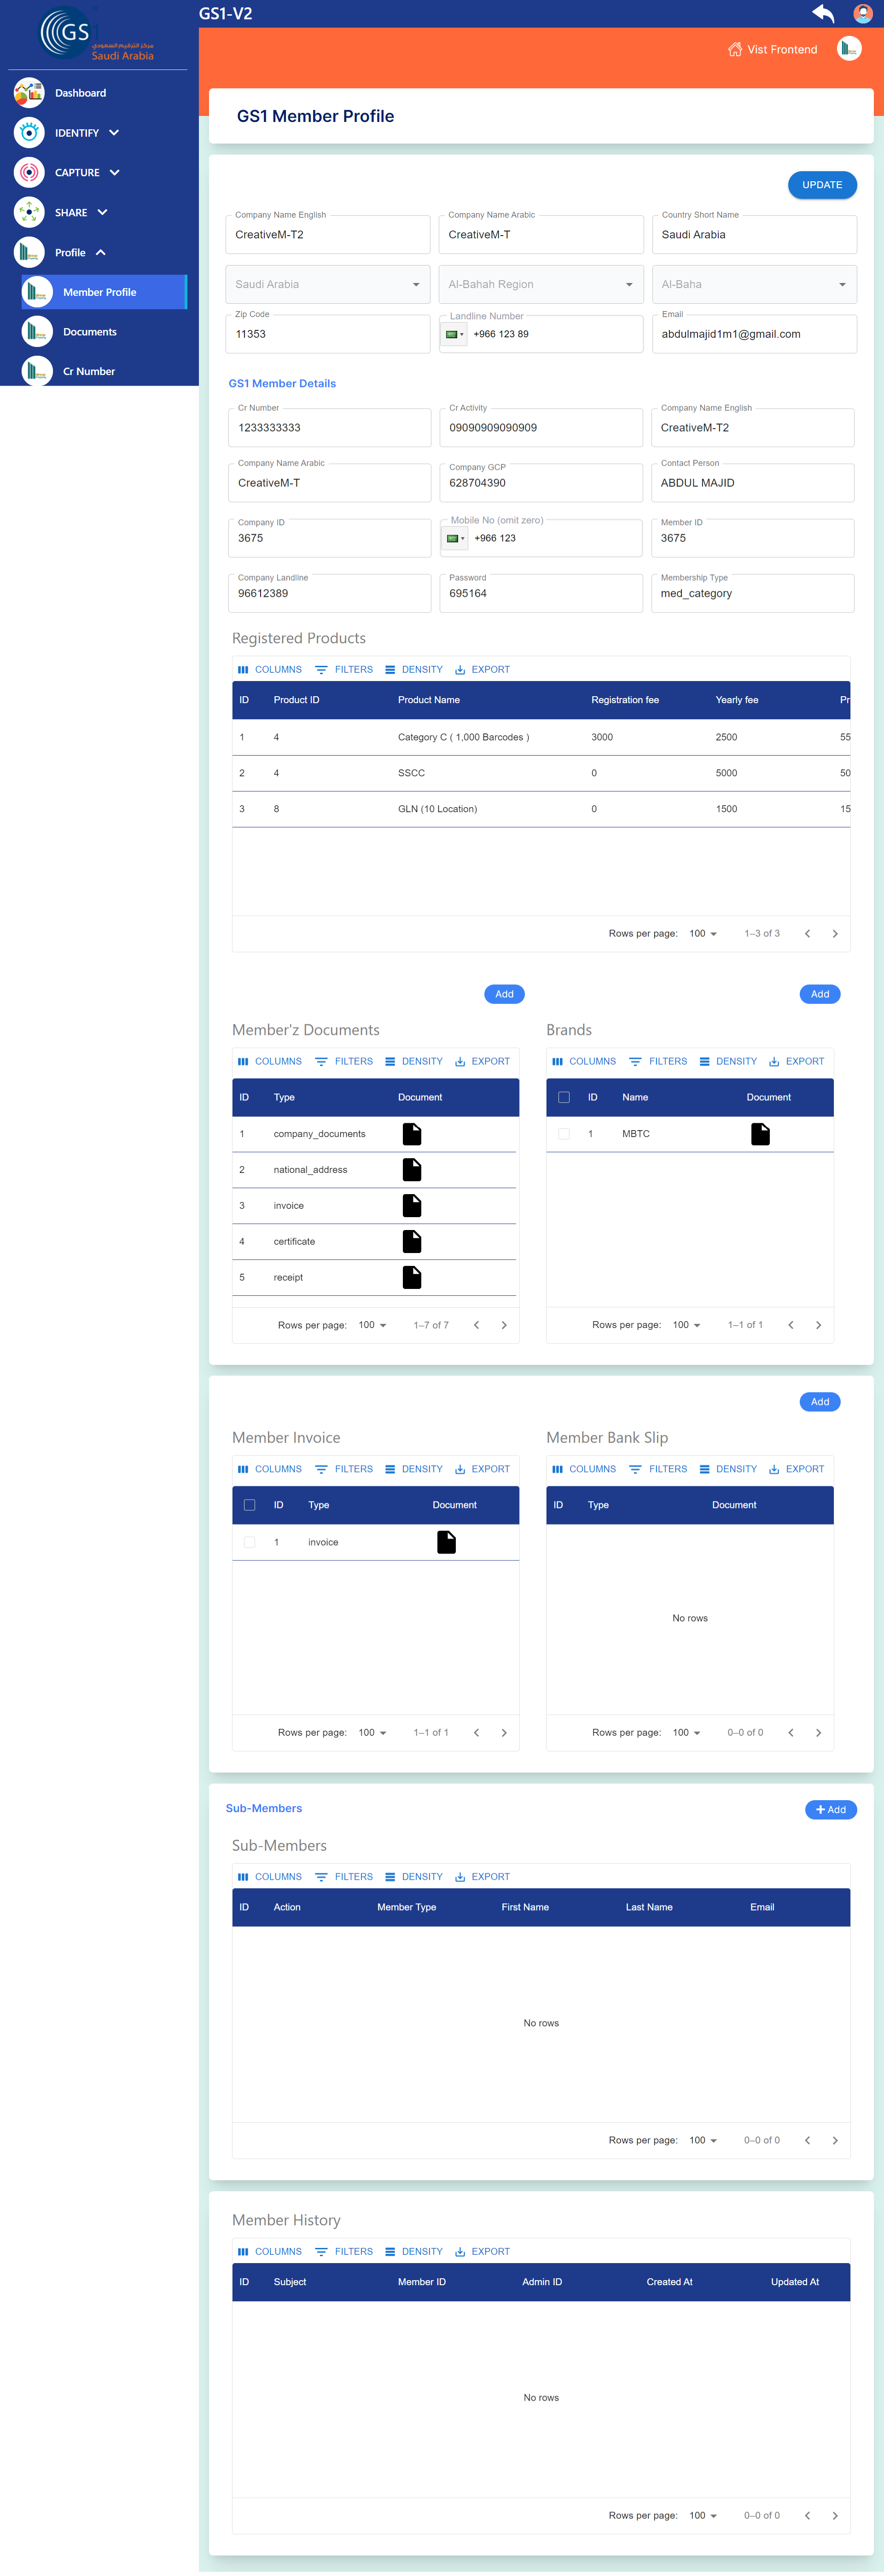 GS1-V2
GS1
مركز الترقيم السعودي
Saudi Arabia
Vist Frontend
Dashboard
IDENTIFY
CAPTURE
SHARE
Profile
Member Profile
Documents
Cr Number
GS1 Member Profile
UPDATE
Company Name English Company Name Arabic Country Short Name
CreativeM-T2 CreativeM-T Saudi Arabia
Saudi Arabia Al-Bahah Region Al-Baha
Zip Code Landline Number Email
11353 +966 123 89 abdulmajid1m1@gmail.com
GS1 Member Details
Cr Number Cr Activity Company Name English
1233333333 09090909090909 CreativeM-T2
Company Name Arabic Company GCP Contact Person
CreativeM-T 628704390 ABDUL MAJID
Company ID Mobile No (omit zero) Member ID
3675 +966 123 3675
Company Landline Password Membership Type
96612389 695164 med_category
Registered Products
COLUMNS FILTERS DENSITY EXPORT
ID Product ID Product Name Registration fee Yearly fee Pr
1 4 Category C ( 1,000 Barcodes ) 3000 2500 55
2 4 SSCC 0 5000 50
3 8 GLN (10 Location) 0 1500 15
Rows per page: 100 1–3 of 3
Add
Member'z Documents
COLUMNS FILTERS DENSITY EXPORT
ID Type Document
1 company_documents
2 national_address
3 invoice
4 certificate
5 receipt
Rows per page: 100 1–7 of 7
Add
Brands
COLUMNS FILTERS DENSITY EXPORT
ID Name Document
1 MBTC
Rows per page: 100 1–1 of 1
Member Invoice
COLUMNS FILTERS DENSITY EXPORT
ID Type Document
1 invoice
Rows per page: 100 1–1 of 1
Add
Member Bank Slip
COLUMNS FILTERS DENSITY EXPORT
ID Type Document
No rows
Rows per page: 100 0–0 of 0
Sub-Members
Add
Sub-Members
COLUMNS FILTERS DENSITY EXPORT
ID Action Member Type First Name Last Name Email
No rows
Rows per page: 100 0–0 of 0
Member History
COLUMNS FILTERS DENSITY EXPORT
ID Subject Member ID Admin ID Created At Updated At
No rows
Rows per page: 100 0–0 of 0